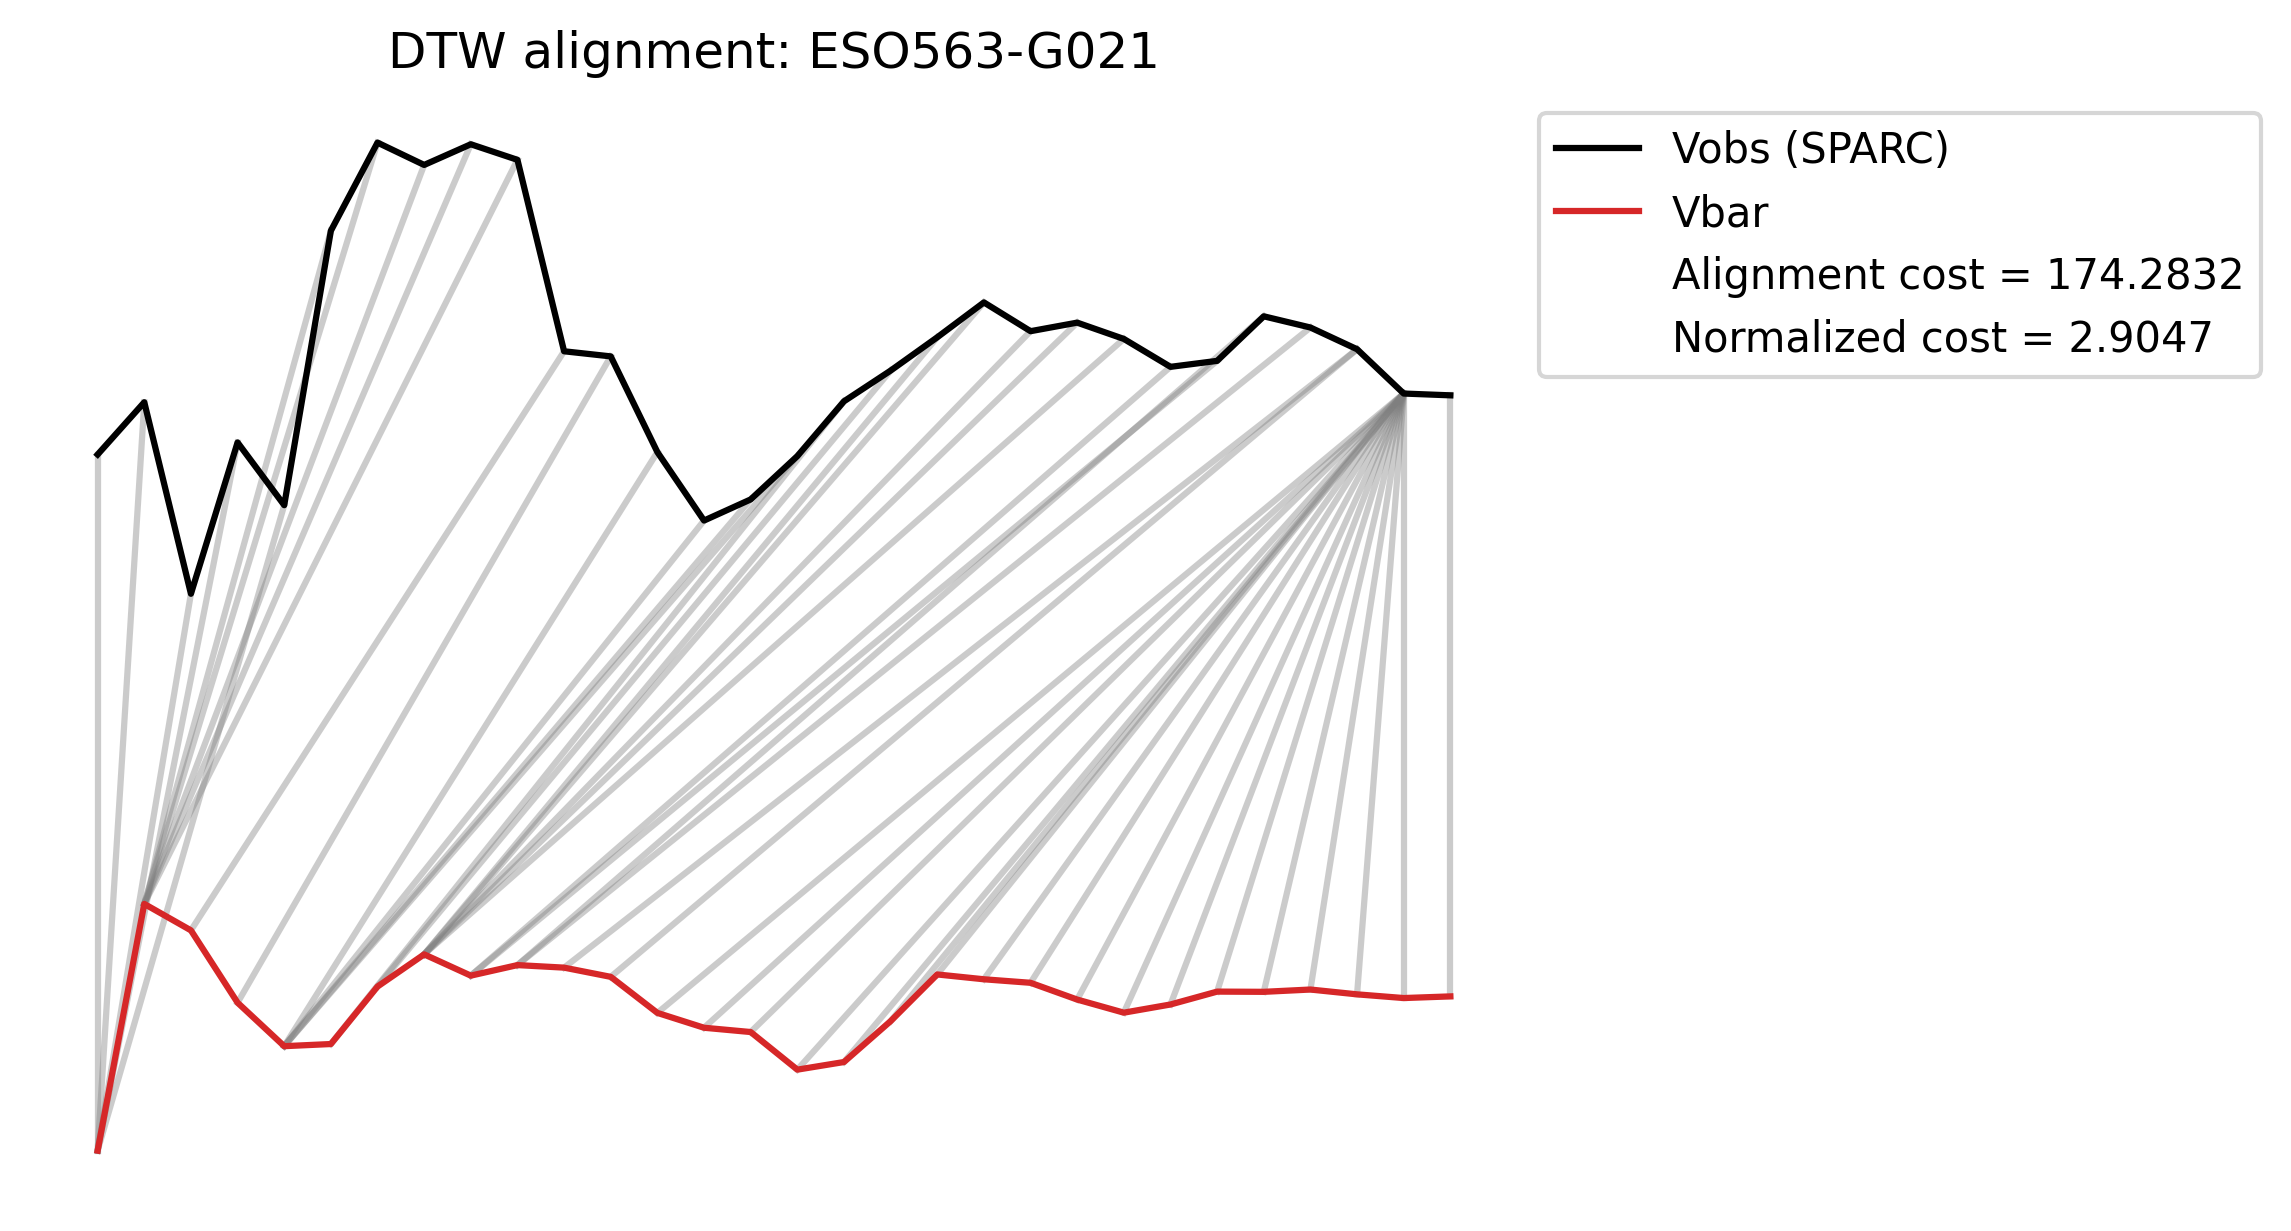 DTW alignment: ESO563-G021
Vobs (SPARC)
Vbar
Alignment cost = 174.2832
Normalized cost = 2.9047